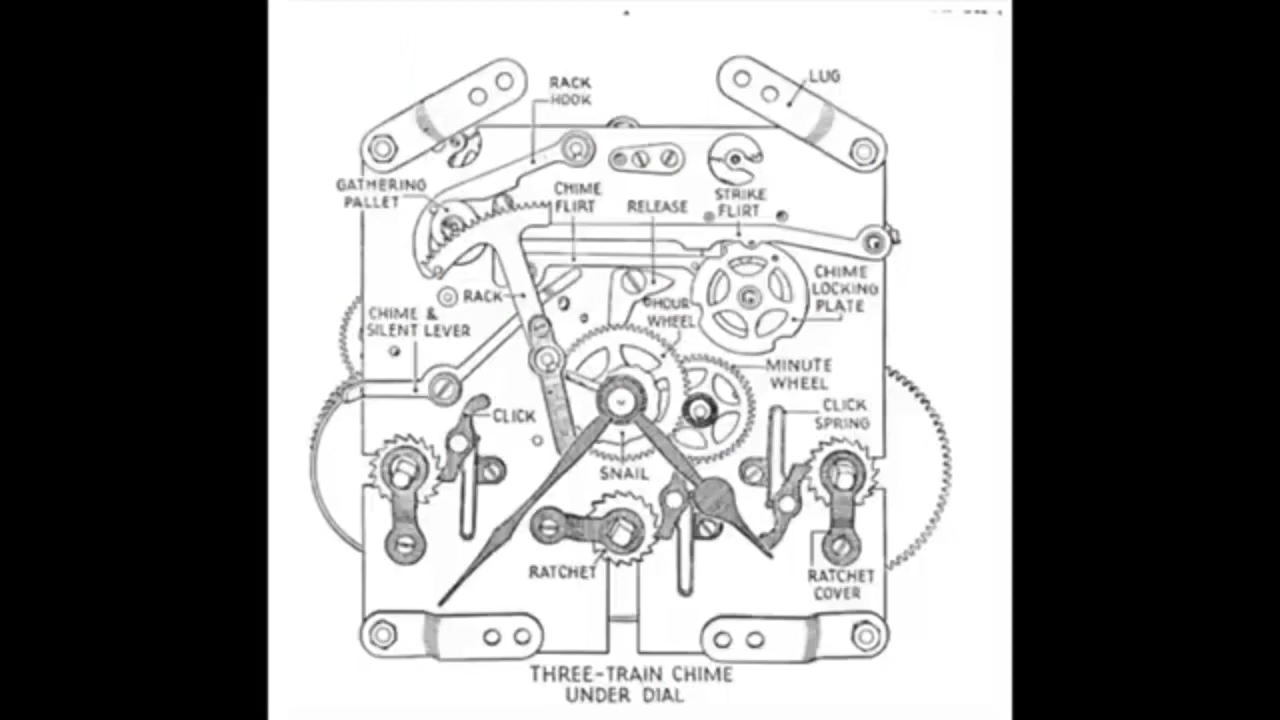 RACK
HOOK
LUG
GATHERING
PALLET
CHIME
FLIRT
RELEASE
STRIKE
FLIRT
CHIME
LOCKING
PLATE
RACK
HOUR
WHEEL
CHIME &
SILENT LEVER
MINUTE
WHEEL
CLICK
CLICK
SPRING
SNAIL
RATCHET
RATCHET
COVER
THREE-TRAIN CHIME
UNDER DIAL